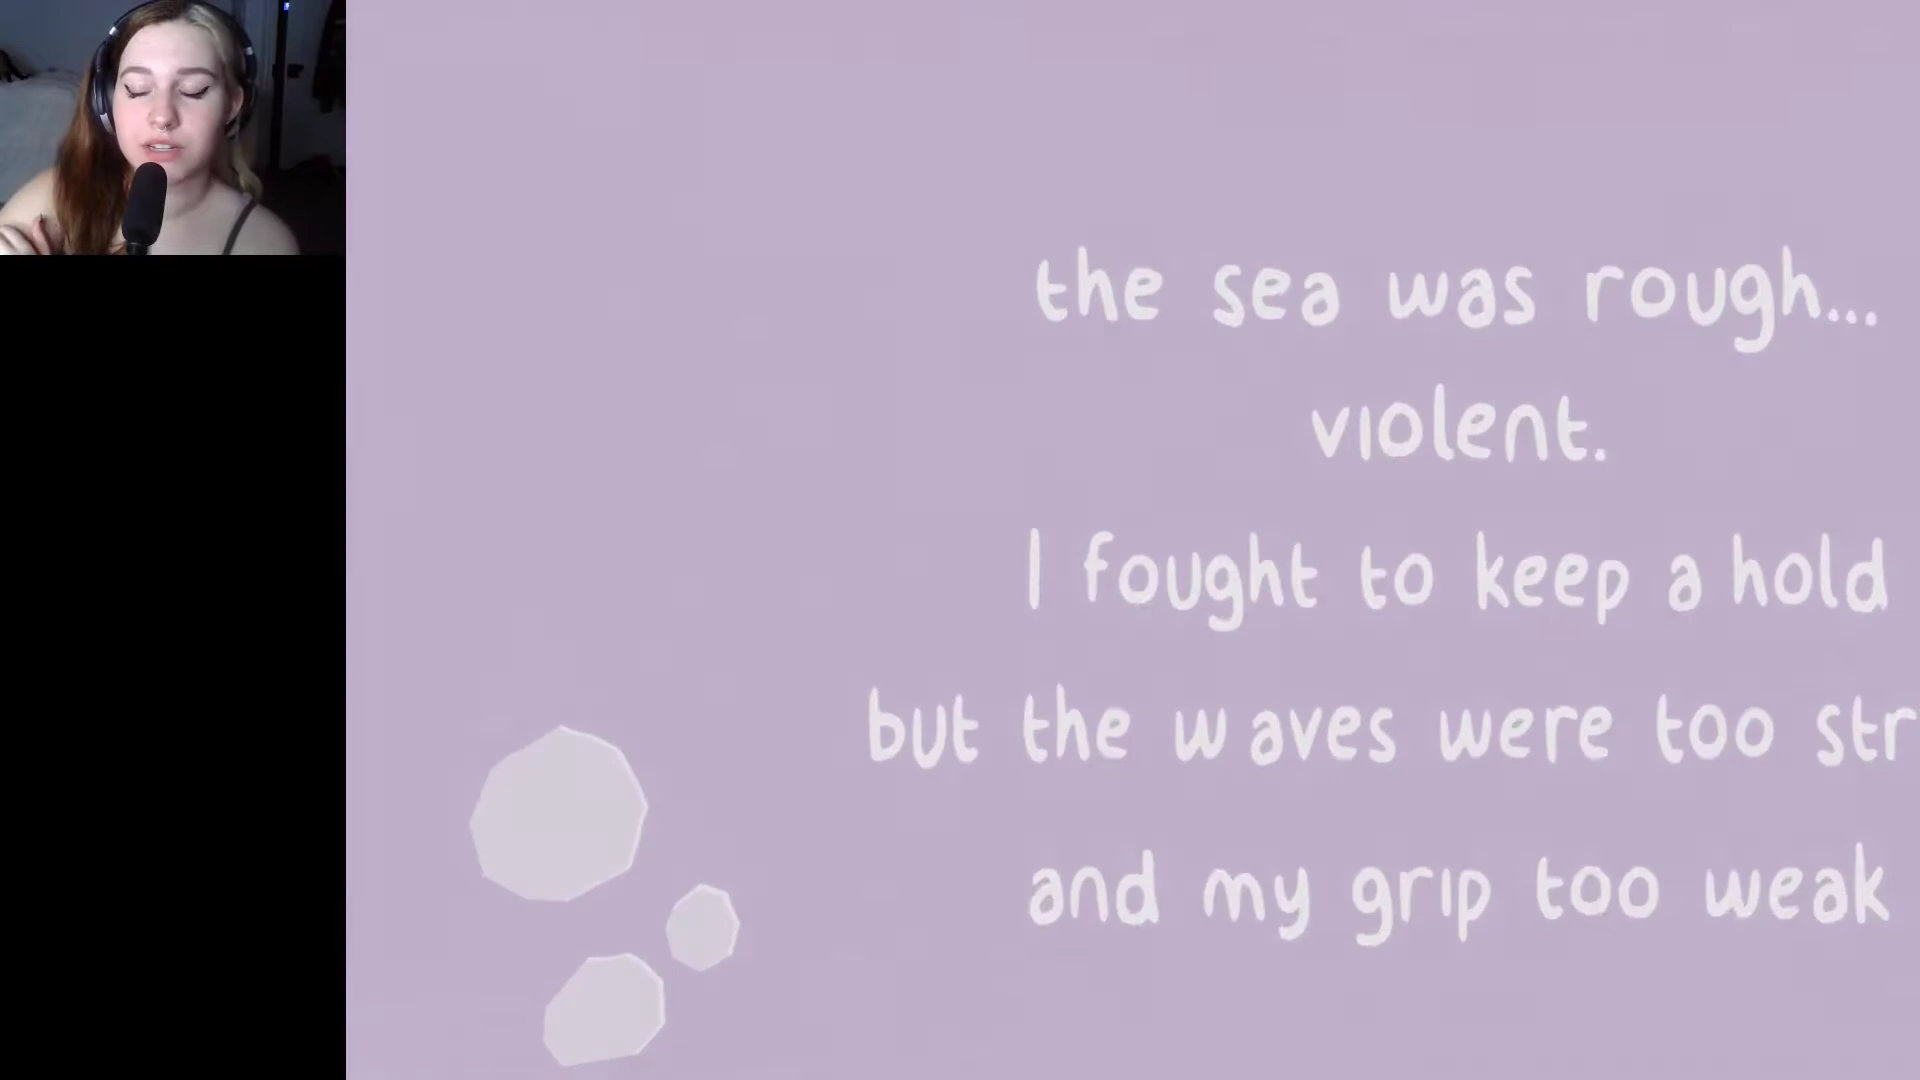 the sea was rough...
violent.
I fought to keep a hold
but the waves were too str
and my grip too weak